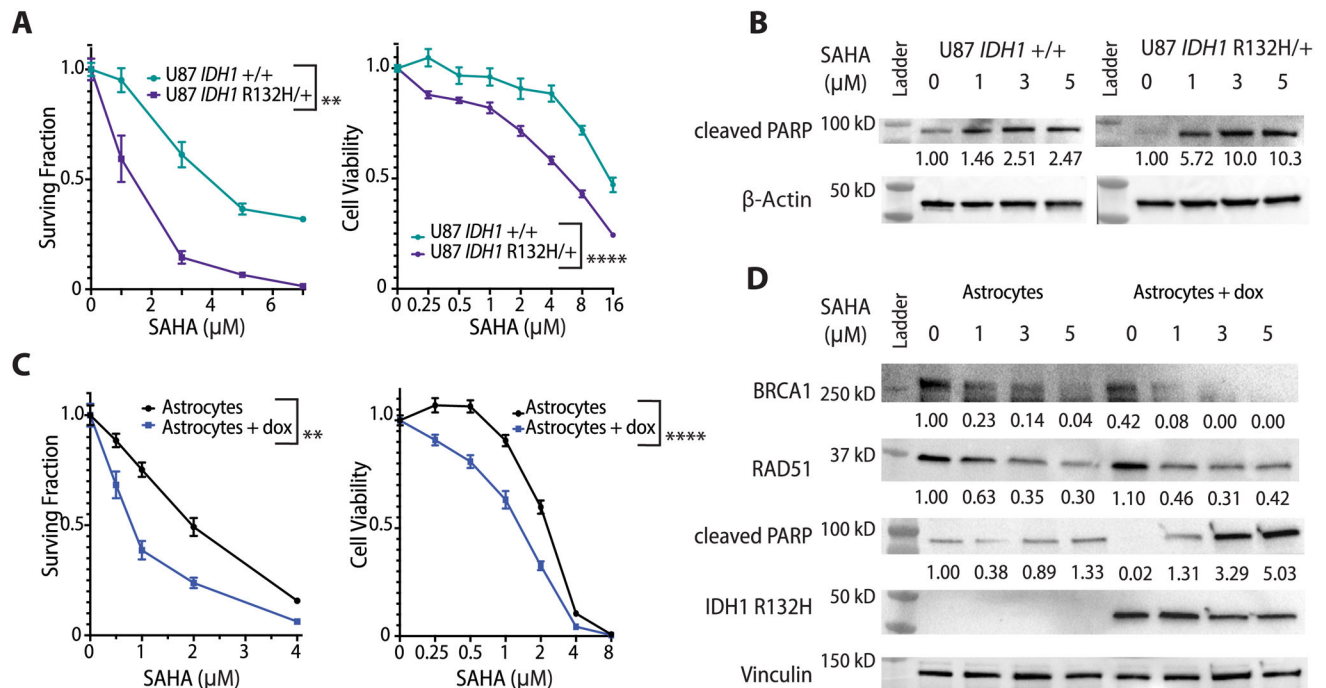 A
1.0
0.5
0
Surving Fraction
U87 IDH1 +/+
U87 IDH1 R132H/+
**
0 2 4 6
SAHA (µM)
1.0
0.5
0
Cell Viability
U87 IDH1 +/+
U87 IDH1 R132H/+
****
0 0.25 0.5 1 2 4 8 16
SAHA (µM)
B
SAHA
(µM)
Ladder
U87 IDH1 +/+
0 1 3 5
Ladder
U87 IDH1 R132H/+
0 1 3 5
cleaved PARP
100 kD
100 kD
1.00 1.46 2.51 2.47
1.00 5.72 10.0 10.3
β-Actin
50 kD
50 kD
C
1.0
0.5
0
Surving Fraction
Astrocytes
Astrocytes + dox
**
0 1 2 3 4
SAHA (µM)
1.0
0.5
0
Cell Viability
Astrocytes
Astrocytes + dox
****
0 0.25 0.5 1 2 4 8
SAHA (µM)
D
SAHA
(µM)
Ladder
Astrocytes
Astrocytes + dox
0 1 3 5 0 1 3 5
BRCA1
250 kD
1.00 0.23 0.14 0.04 0.42 0.08 0.00 0.00
RAD51
37 kD
1.00 0.63 0.35 0.30 1.10 0.46 0.31 0.42
cleaved PARP
100 kD
1.00 0.38 0.89 1.33 0.02 1.31 3.29 5.03
IDH1 R132H
50 kD
Vinculin
150 kD